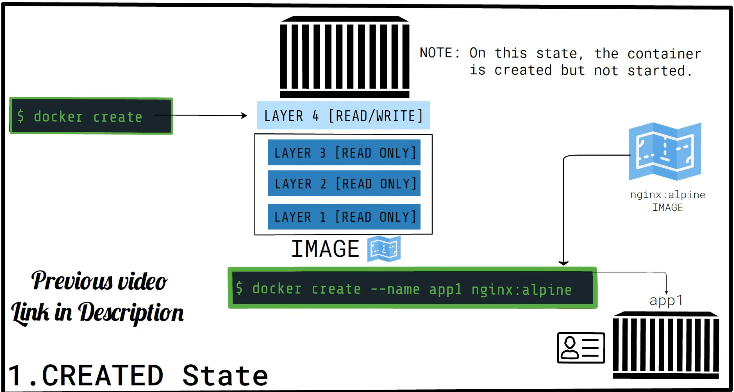 NOTE: On this state, the container
is created but not started.
$ docker create
LAYER 4 [READ/WRITE]
LAYER 3 [READ ONLY]
LAYER 2 [READ ONLY]
LAYER 1 [READ ONLY]
IMAGE
nginx:alpine
IMAGE
Previous video
Link in Description
$ docker create --name app1 nginx:alpine
app1
1.CREATED State